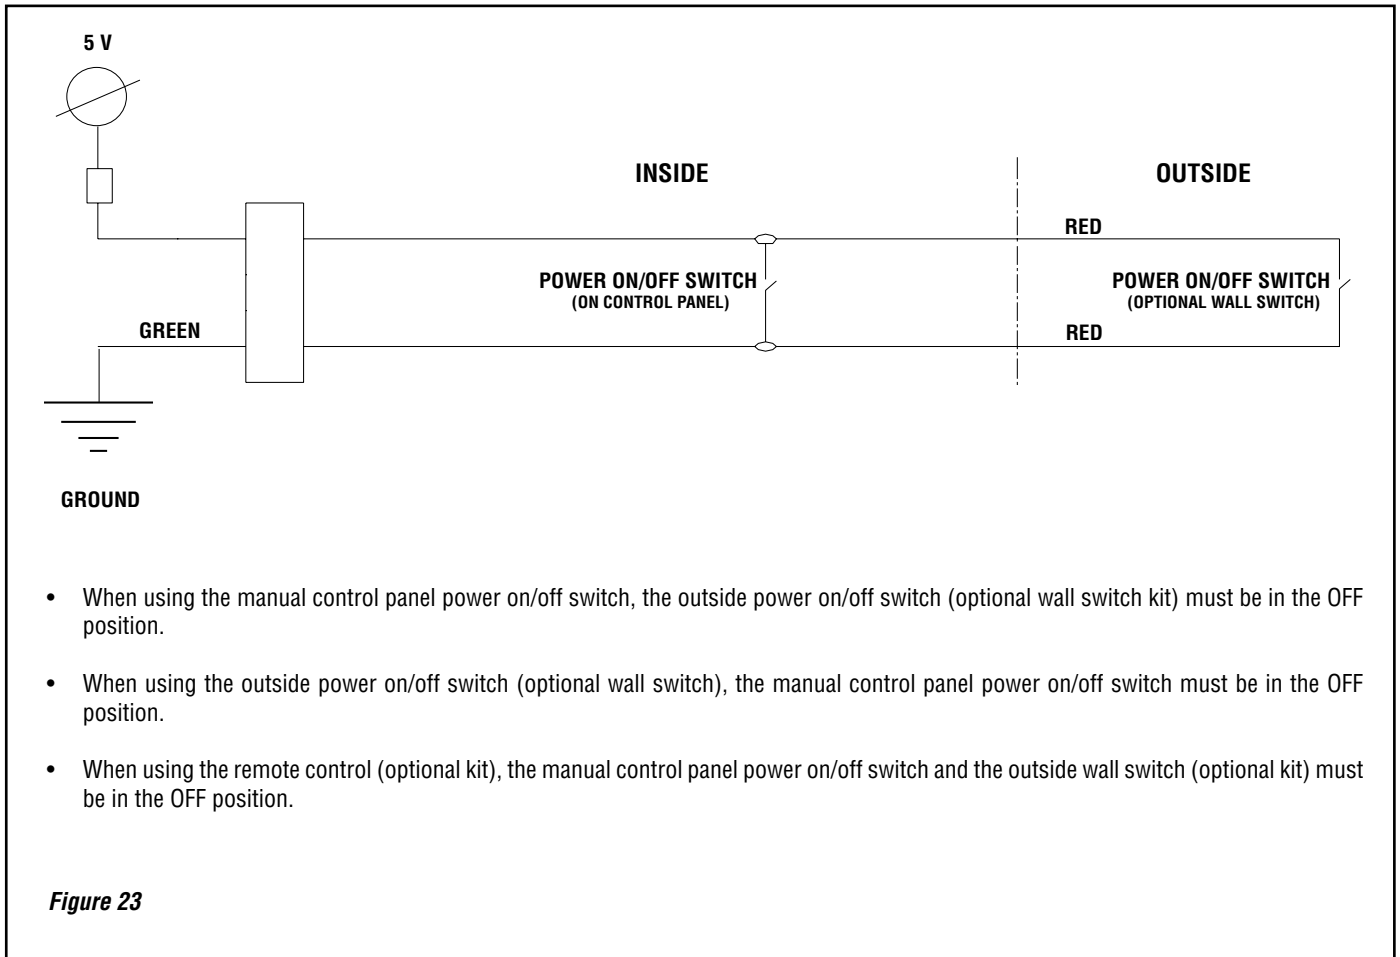 5 V
INSIDE
OUTSIDE
RED
POWER ON/OFF SWITCH
(ON CONTROL PANEL)
POWER ON/OFF SWITCH
(OPTIONAL WALL SWITCH)
GREEN
RED
GROUND
• When using the manual control panel power on/off switch, the outside power on/off switch (optional wall switch kit) must be in the OFF
position.
• When using the outside power on/off switch (optional wall switch), the manual control panel power on/off switch must be in the OFF
position.
• When using the remote control (optional kit), the manual control panel power on/off switch and the outside wall switch (optional kit) must
be in the OFF position.
Figure 23